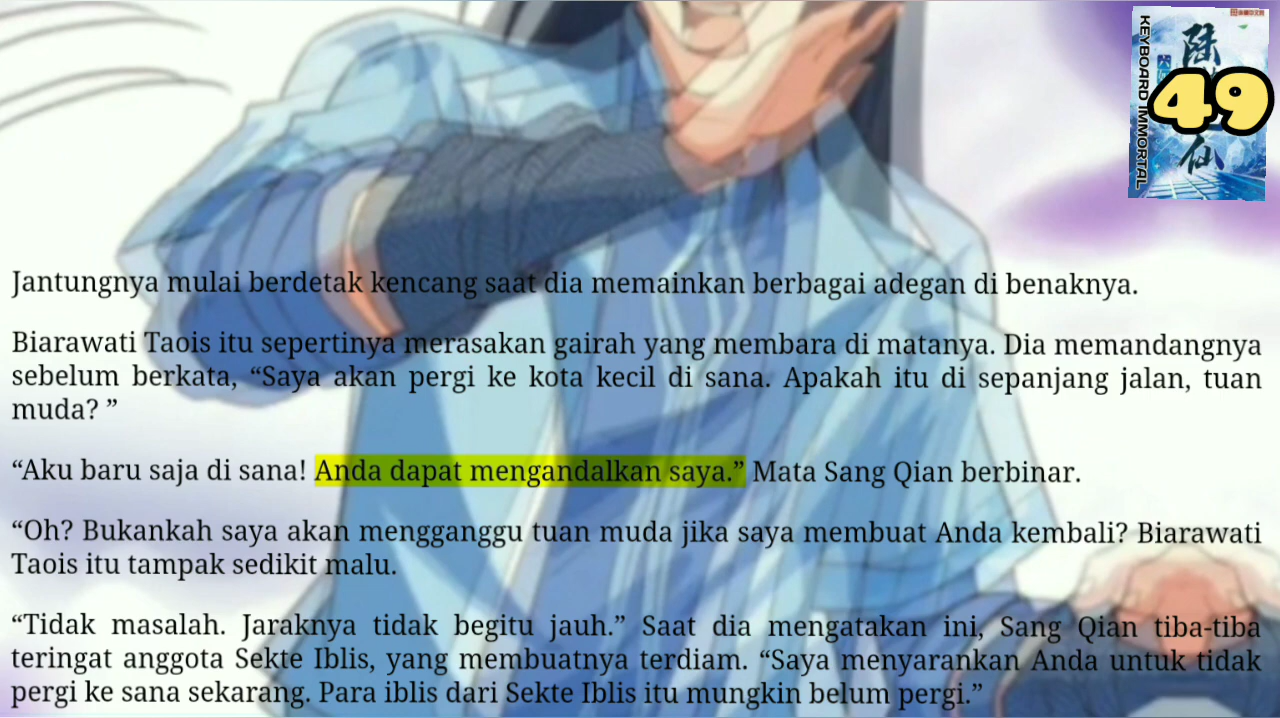 陆
仙
KEYBOARD IMMORTAL
49
Jantungnya mulai berdetak kencang saat dia memainkan berbagai adegan di benaknya.
Biarawati Taois itu sepertinya merasakan gairah yang membara di matanya. Dia memandangnya
sebelum berkata, “Saya akan pergi ke kota kecil di sana. Apakah itu di sepanjang jalan, tuan
muda? ”
“Aku baru saja di sana! Anda dapat mengandalkan saya.” Mata Sang Qian berbinar.
“Oh? Bukankah saya akan mengganggu tuan muda jika saya membuat Anda kembali? Biarawati
Taois itu tampak sedikit malu.
“Tidak masalah. Jaraknya tidak begitu jauh.” Saat dia mengatakan ini, Sang Qian tiba-tiba
teringat anggota Sekte Iblis, yang membuatnya terdiam. “Saya menyarankan Anda untuk tidak
pergi ke sana sekarang. Para iblis dari Sekte Iblis itu mungkin belum pergi.”